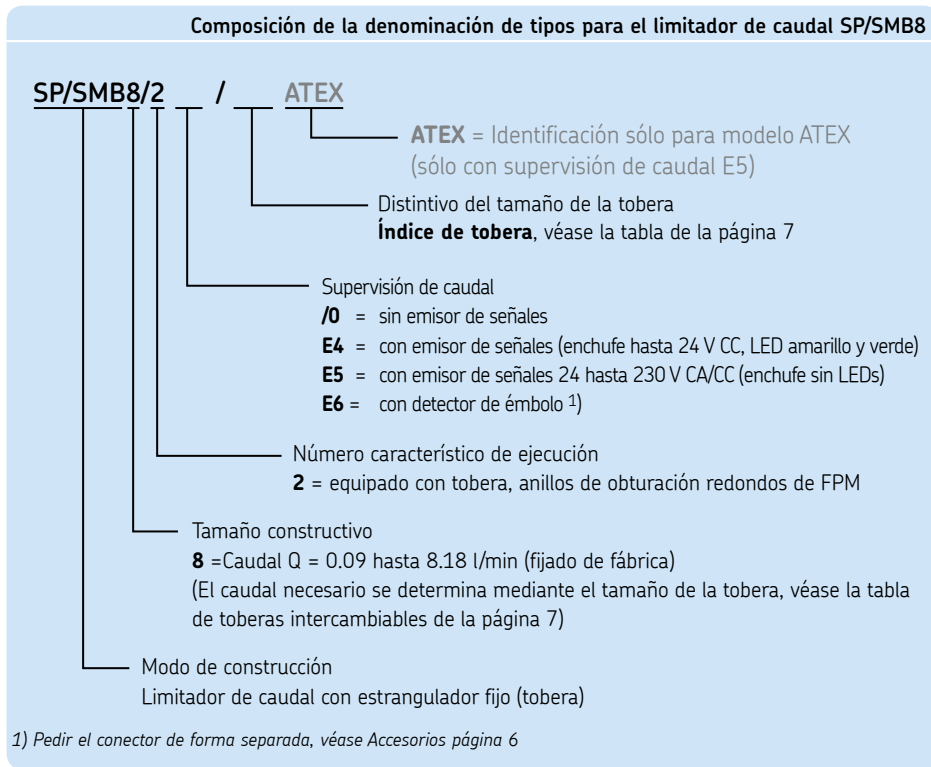 Composición de la denominación de tipos para el limitador de caudal SP/SMB8
SP/SMB8/2 __ / __ ATEX
ATEX = Identificación sólo para modelo ATEX
(sólo con supervisión de caudal E5)
Distintivo del tamaño de la tobera
Índice de tobera, véase la tabla de la página 7
Supervisión de caudal
/0 = sin emisor de señales
E4 = con emisor de señales (enchufe hasta 24 V CC, LED amarillo y verde)
E5 = con emisor de señales 24 hasta 230 V CA/CC (enchufe sin LEDs)
E6 = con detector de émbolo 1)
Número característico de ejecución
2 = equipado con tobera, anillos de obturación redondos de FPM
Tamaño constructivo
8 =Caudal Q = 0.09 hasta 8.18 l/min (fijado de fábrica)
(El caudal necesario se determina mediante el tamaño de la tobera, véase la tabla
de toberas intercambiables de la página 7)
Modo de construcción
Limitador de caudal con estrangulador fijo (tobera)
1) Pedir el conector de forma separada, véase Accesorios página 6